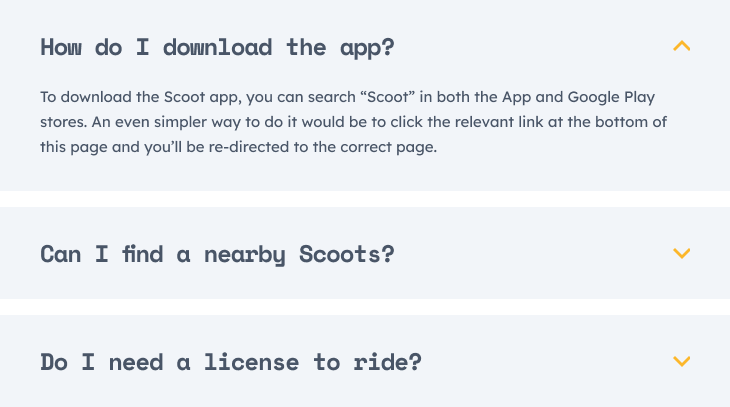 How do I download the app?
To download the Scoot app, you can search “Scoot” in both the App and Google Play
stores. An even simpler way to do it would be to click the relevant link at the bottom of
this page and you’ll be re-directed to the correct page.
Can I find a nearby Scoots?
Do I need a license to ride?